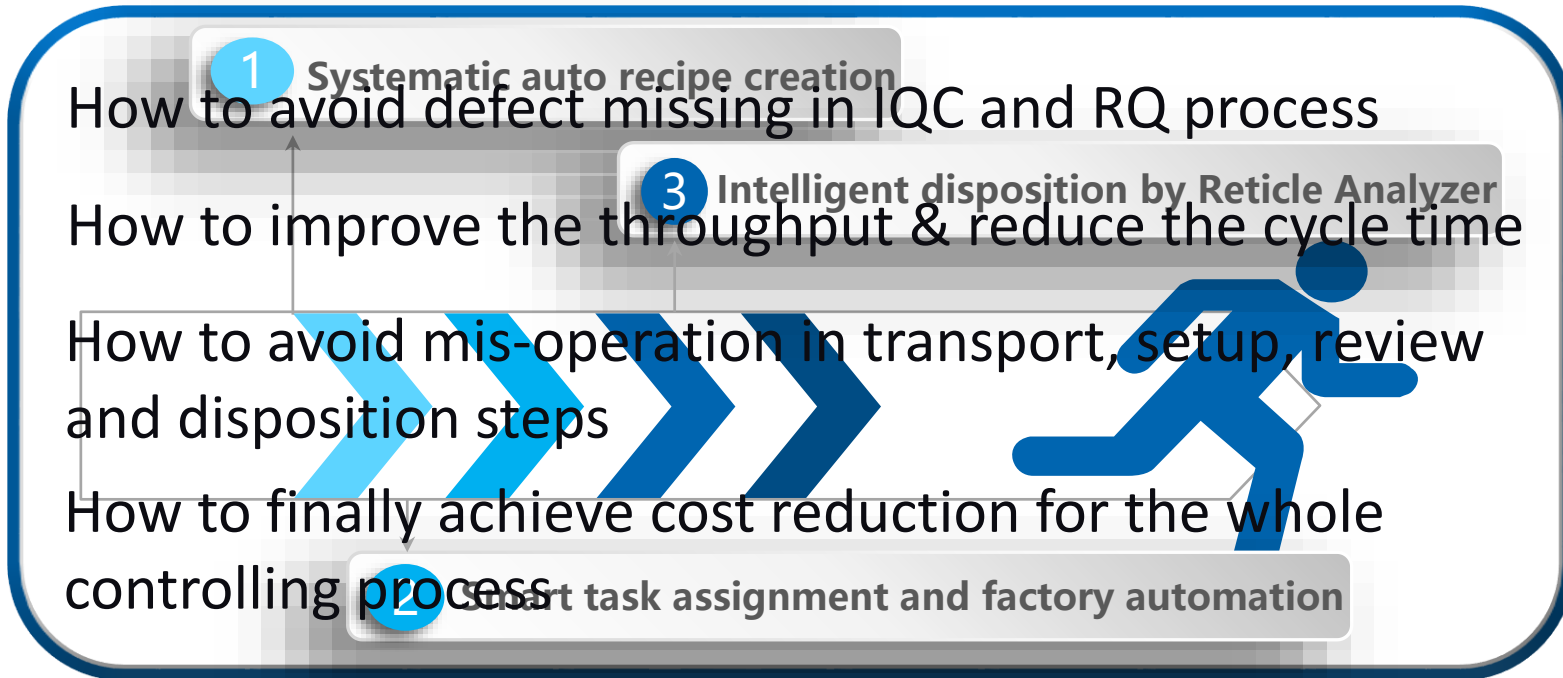 1 Systematic auto recipe creation
How to avoid defect missing in IQC and RQ process
3 Intelligent disposition by Reticle Analyzer
How to improve the throughput & reduce the cycle time
How to avoid mis-operation in transport, setup, review
and disposition steps
How to finally achieve cost reduction for the whole
controlling process
2 Smart task assignment and factory automation